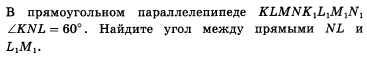 В прямоугольном параллелепипеде KLMNK₁L₁M₁N₁
∠KNL = 60°. Найдите угол между прямыми NL и
L₁M₁.